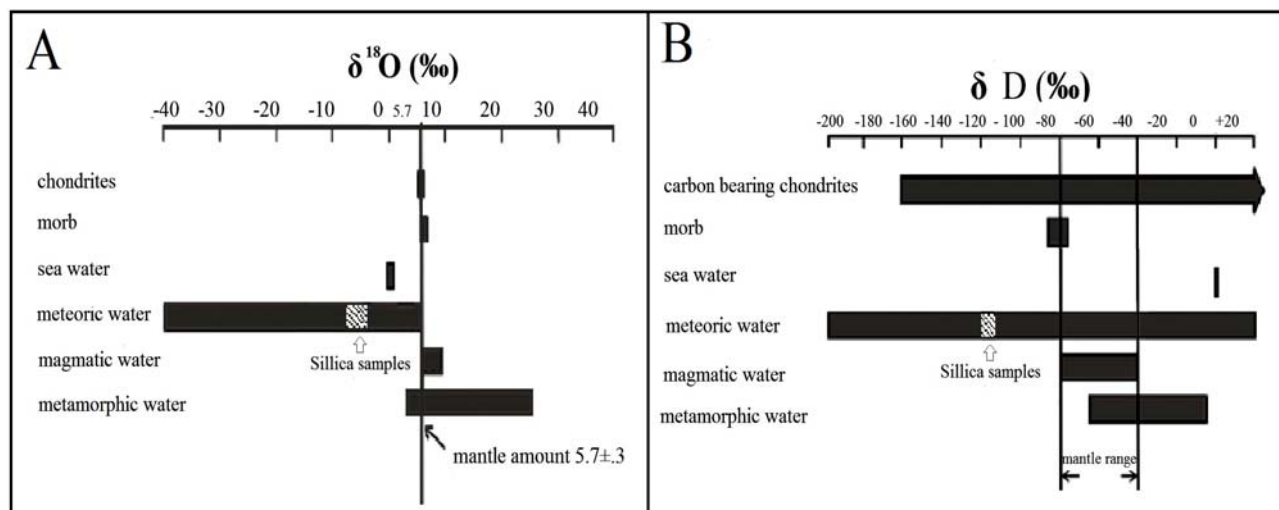 A
δ ¹⁸O (‰)
-40 -30 -20 -10 0 5.7 10 20 30 40
chondrites
morb
sea water
meteoric water
Sillica samples
magmatic water
metamorphic water
mantle amount 5.7±.3
B
δ D (‰)
-200 -180 -160 -140 -120 -100 -80 -60 -40 -20 0 +20
carbon bearing chondrites
morb
sea water
meteoric water
Sillica samples
magmatic water
metamorphic water
mantle range